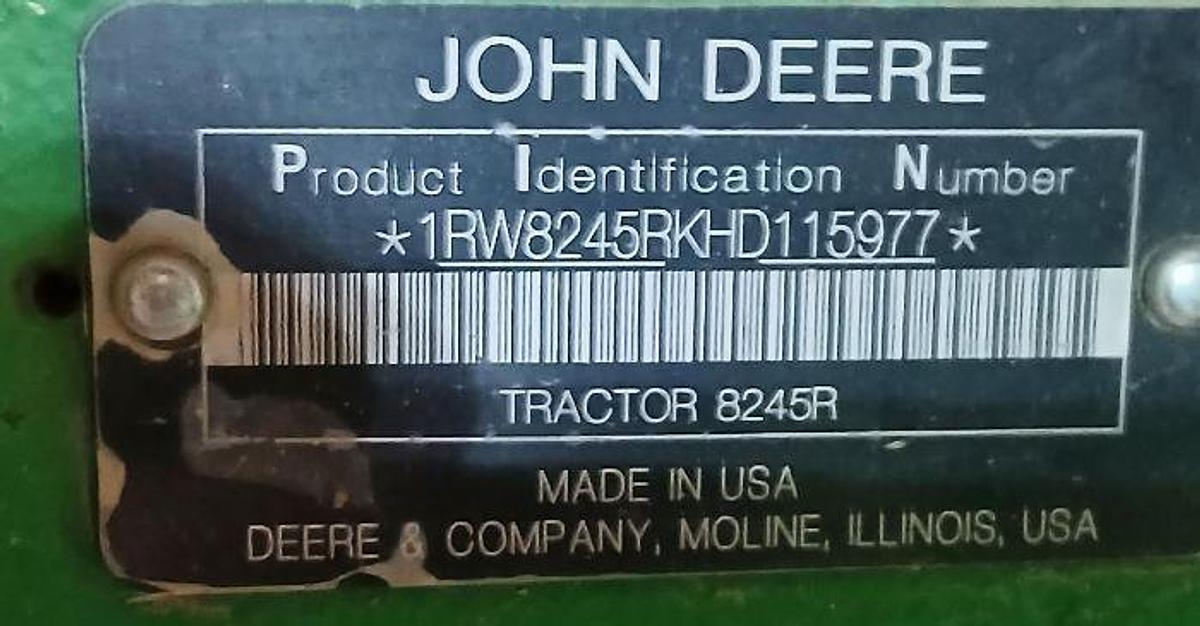 JOHN DEERE
Product Identification Number
*1RW8245RKHD115977*
TRACTOR 8245R
MADE IN USA
DEERE & COMPANY, MOLINE, ILLINOIS, USA